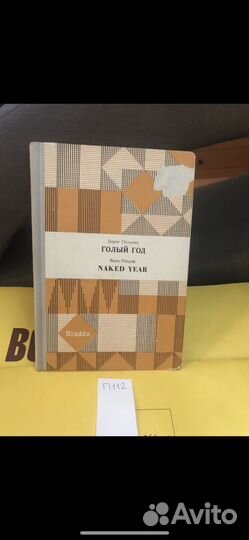 Борис Пильняк
ГОЛЫЙ ГОД
Boris Pilnyak
NAKED YEAR
Bradda
П112
Avito